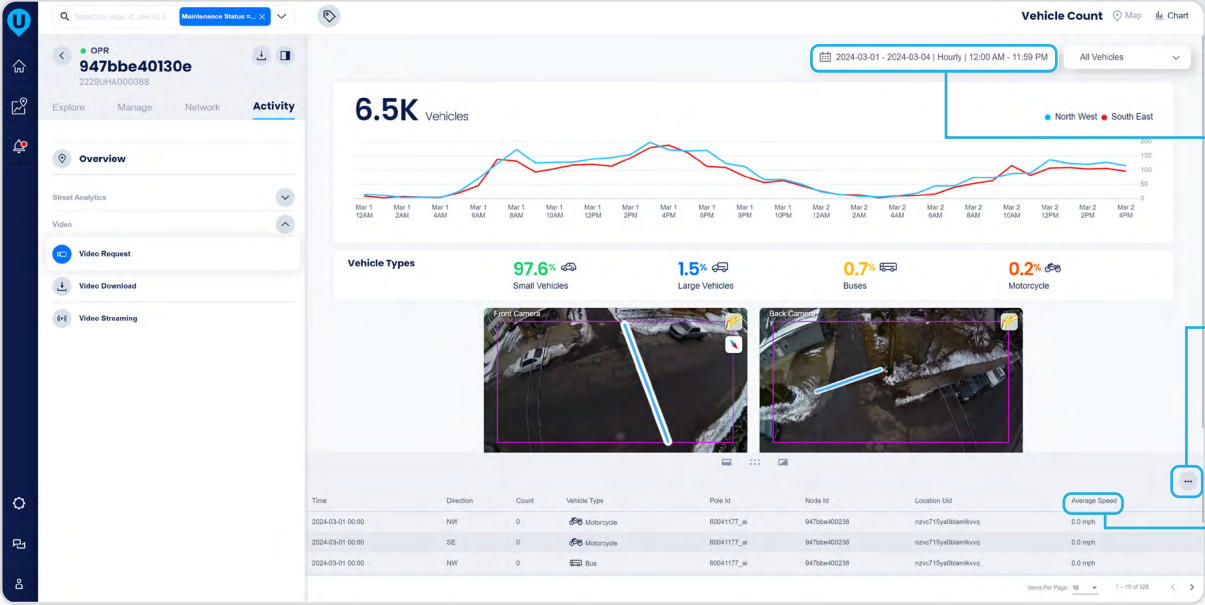 Search to edge id, pole id, s
Maintenance Status =... ×
Vehicle Count
Map
Chart
OPR
947bbe40130e
2229UHA000088
Explore
Manage
Network
Activity
Overview
Street Analytics
Video
Video Request
Video Download
Video Streaming
2024-03-01 - 2024-03-04 | Hourly | 12:00 AM - 11:59 PM
All Vehicles
6.5K Vehicles
North West
South East
200
150
100
50
0
Mar 1 12AM
Mar 1 2AM
Mar 1 4AM
Mar 1 6AM
Mar 1 8AM
Mar 1 10AM
Mar 1 12PM
Mar 1 2PM
Mar 1 4PM
Mar 1 6PM
Mar 1 8PM
Mar 1 10PM
Mar 2 12AM
Mar 2 2AM
Mar 2 4AM
Mar 2 6AM
Mar 2 8AM
Mar 2 10AM
Mar 2 12PM
Mar 2 2PM
Mar 2 4PM
Vehicle Types
97.6%
Small Vehicles
1.5%
Large Vehicles
0.7%
Buses
0.2%
Motorcycle
Front Camera
Back Camera
Time Direction Count Vehicle Type Pole Id Node Id Location Uid Average Speed
2024-03-01 00:00 NW 0 Motorcycle 60041177_ai 947bbe400238 nzvc715ya0blamlkvvq 0.0 mph
2024-03-01 00:00 SE 0 Motorcycle 60041177_ai 947bbe400238 nzvc715ya0blamlkvvq 0.0 mph
2024-03-01 00:00 NW 0 Bus 60041177_ai 947bbe400238 nzvc715ya0blamlkvvq 0.0 mph
Items Per Page: 10
1 – 10 of 328